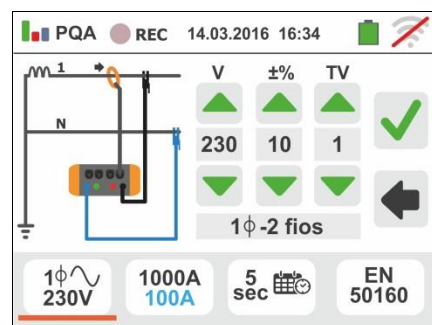 PQA REC 14.03.2016 16:34
1 V ±% TV
N
230 10 1
1ϕ-2 fios
1ϕ 1000A 5 EN
230V 100A sec 50160